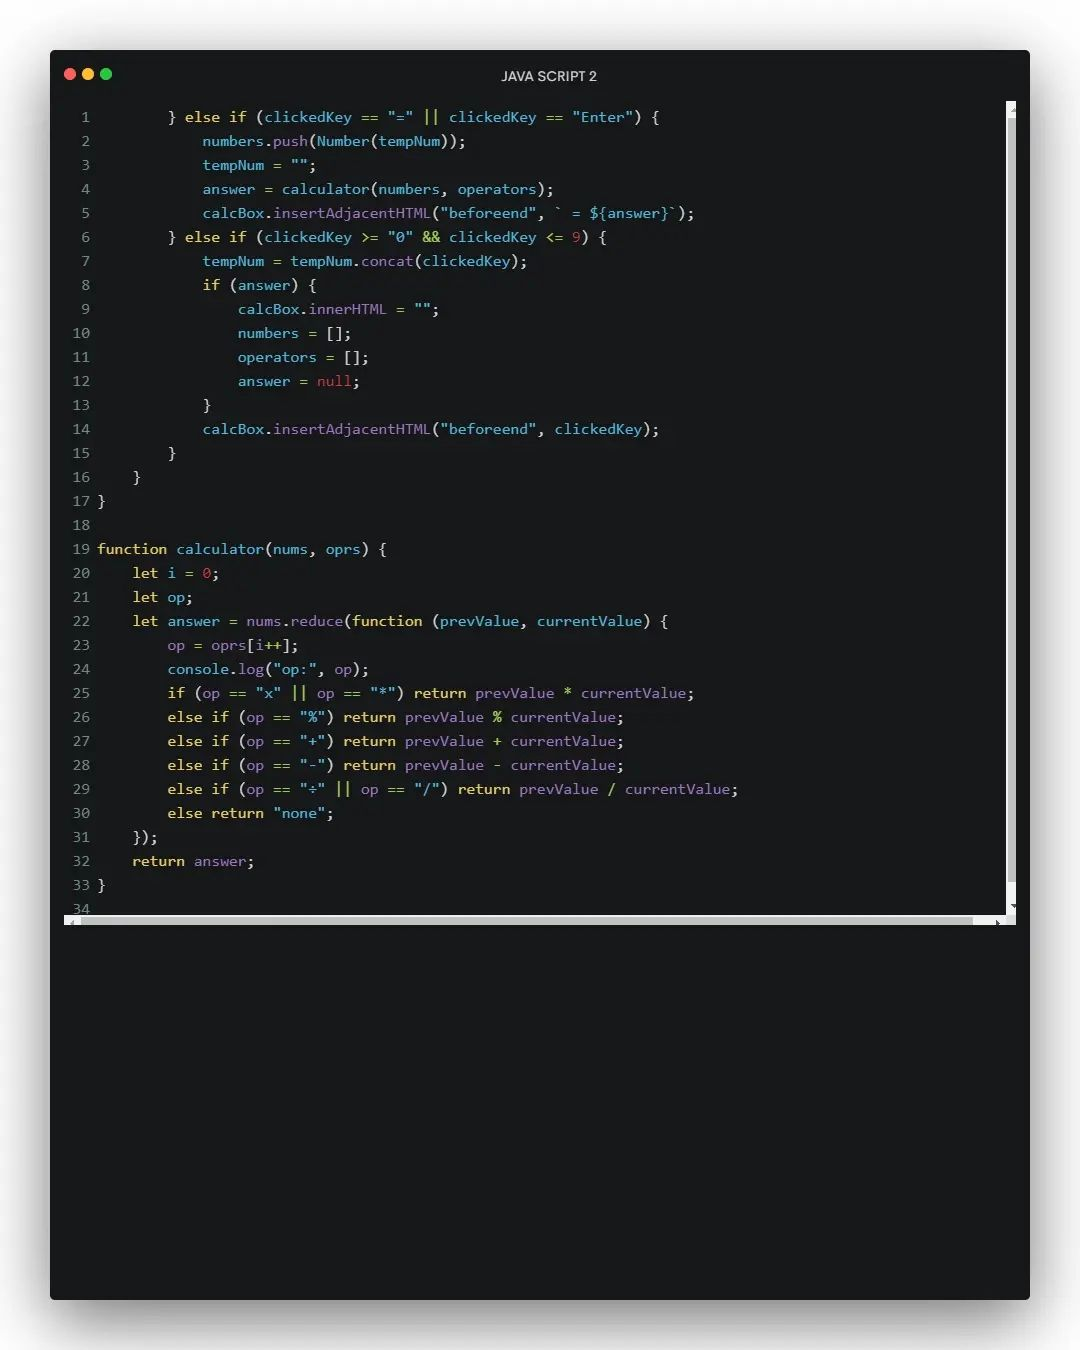 JAVA SCRIPT 2
1         } else if (clickedKey == "=" || clickedKey == "Enter") {
2             numbers.push(Number(tempNum));
3             tempNum = "";
4             answer = calculator(numbers, operators);
5             calcBox.insertAdjacentHTML("beforeend", ` = ${answer}`);
6         } else if (clickedKey >= "0" && clickedKey <= 9) {
7             tempNum = tempNum.concat(clickedKey);
8             if (answer) {
9                 calcBox.innerHTML = "";
10                 numbers = [];
11                 operators = [];
12                 answer = null;
13             }
14             calcBox.insertAdjacentHTML("beforeend", clickedKey);
15         }
16     }
17 }
18
19 function calculator(nums, oprs) {
20     let i = 0;
21     let op;
22     let answer = nums.reduce(function (prevValue, currentValue) {
23         op = oprs[i++];
24         console.log("op:", op);
25         if (op == "x" || op == "*") return prevValue * currentValue;
26         else if (op == "%") return prevValue % currentValue;
27         else if (op == "+") return prevValue + currentValue;
28         else if (op == "-") return prevValue - currentValue;
29         else if (op == "÷" || op == "/") return prevValue / currentValue;
30         else return "none";
31     });
32     return answer;
33 }
34